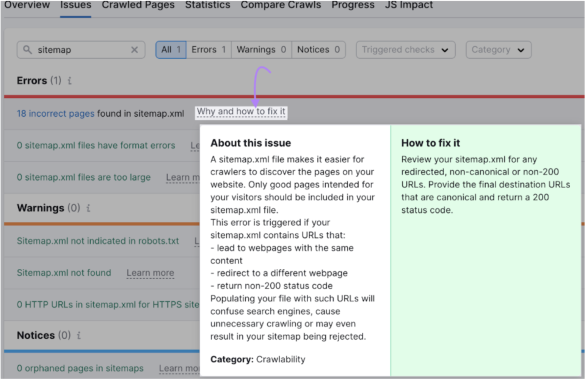 Overview Issues Crawled Pages Statistics Compare Crawls Progress JS Impact
sitemap × All 1 Errors 1 Warnings 0 Notices 0 Triggered checks Category
Errors (1) i
18 incorrect pages found in sitemap.xml Why and how to fix it
0 sitemap.xml files have format errors
0 sitemap.xml files are too large Learn m
Warnings (0) i
Sitemap.xml not indicated in robots.txt
Sitemap.xml not found Learn more
0 HTTP URLs in sitemap.xml for HTTPS site
Notices (0) i
0 orphaned pages in sitemaps Learn mo
About this issue
A sitemap.xml file makes it easier for
crawlers to discover the pages on your
website. Only good pages intended for
your visitors should be included in your
sitemap.xml file.
This error is triggered if your
sitemap.xml contains URLs that:
- lead to webpages with the same
content
- redirect to a different webpage
- return non-200 status code
Populating your file with such URLs will
confuse search engines, cause
unnecessary crawling or may even
result in your sitemap being rejected.
Category: Crawlability
How to fix it
Review your sitemap.xml for any
redirected, non-canonical or non-200
URLs. Provide the final destination URLs
that are canonical and return a 200
status code.